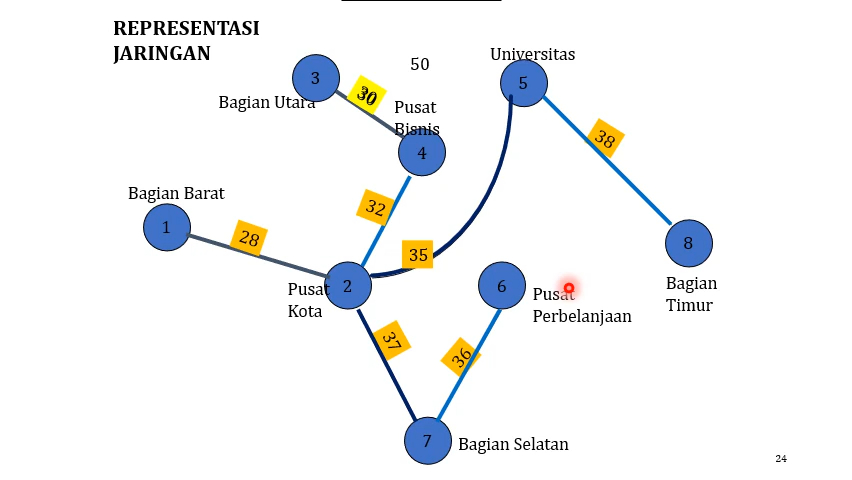 REPRESENTASI
JARINGAN
Universitas
50
3
5
30
Bagian Utara
Pusat
Bisnis
38
4
Bagian Barat
32
1
28
8
35
Pusat
Kota
2
6
Pusat
Perbelanjaan
Bagian
Timur
37
36
7
Bagian Selatan
24